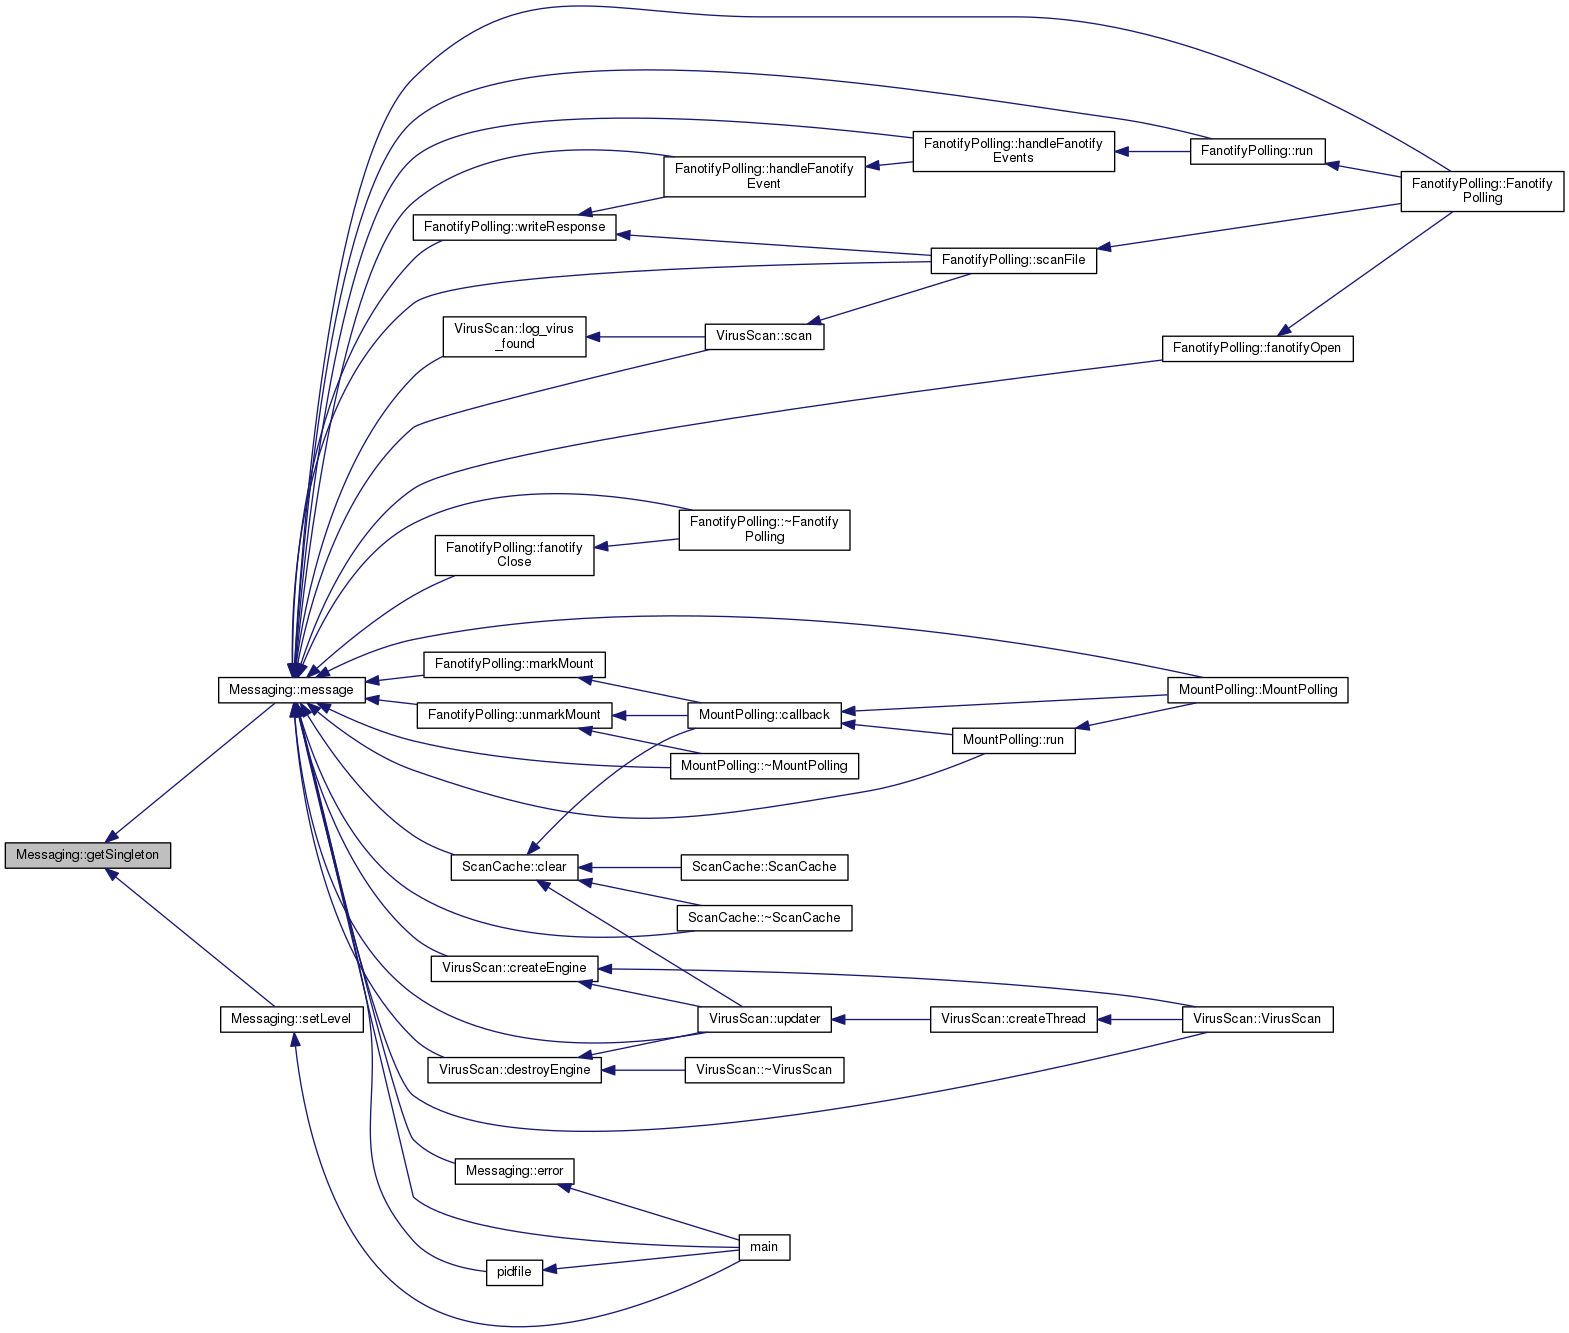 FanotifyPolling::handleFanotify
Events
FanotifyPolling::run
FanotifyPolling::handleFanotify
Event
FanotifyPolling::Fanotify
Polling
FanotifyPolling::writeResponse
FanotifyPolling::scanFile
VirusScan::log_virus
_found
VirusScan::scan
FanotifyPolling::fanotifyOpen
FanotifyPolling::~Fanotify
Polling
FanotifyPolling::fanotify
Close
FanotifyPolling::markMount
Messaging::message
MountPolling::MountPolling
FanotifyPolling::unmarkMount
MountPolling::callback
MountPolling::run
MountPolling::~MountPolling
Messaging::getSingleton
ScanCache::clear
ScanCache::ScanCache
ScanCache::~ScanCache
VirusScan::createEngine
Messaging::setLevel
VirusScan::updater
VirusScan::createThread
VirusScan::VirusScan
VirusScan::destroyEngine
VirusScan::~VirusScan
Messaging::error
main
pidfile